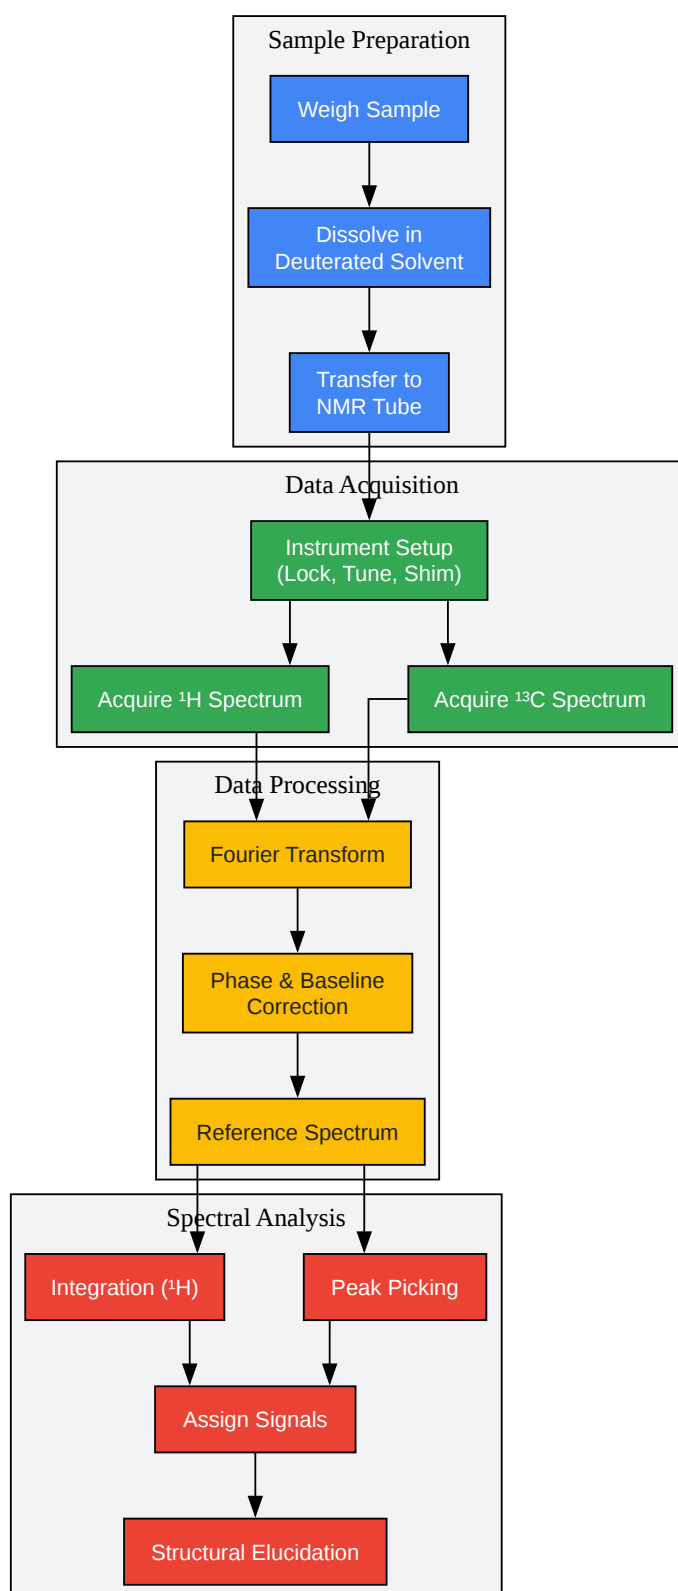 Sample Preparation
Weigh Sample
Dissolve in
Deuterated Solvent
Transfer to
NMR Tube
Data Acquisition
Instrument Setup
(Lock, Tune, Shim)
Acquire ¹H Spectrum
Acquire ¹³C Spectrum
Data Processing
Fourier Transform
Phase & Baseline
Correction
Reference Spectrum
Spectral Analysis
Integration (¹H)
Peak Picking
Assign Signals
Structural Elucidation